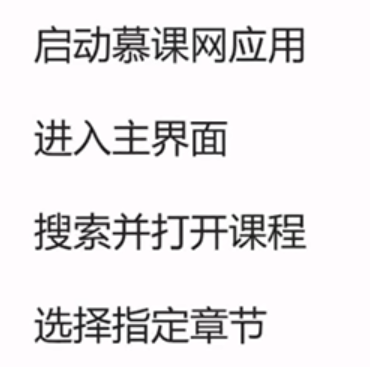 启动慕课网应用
进入主界面
搜索并打开课程
选择指定章节